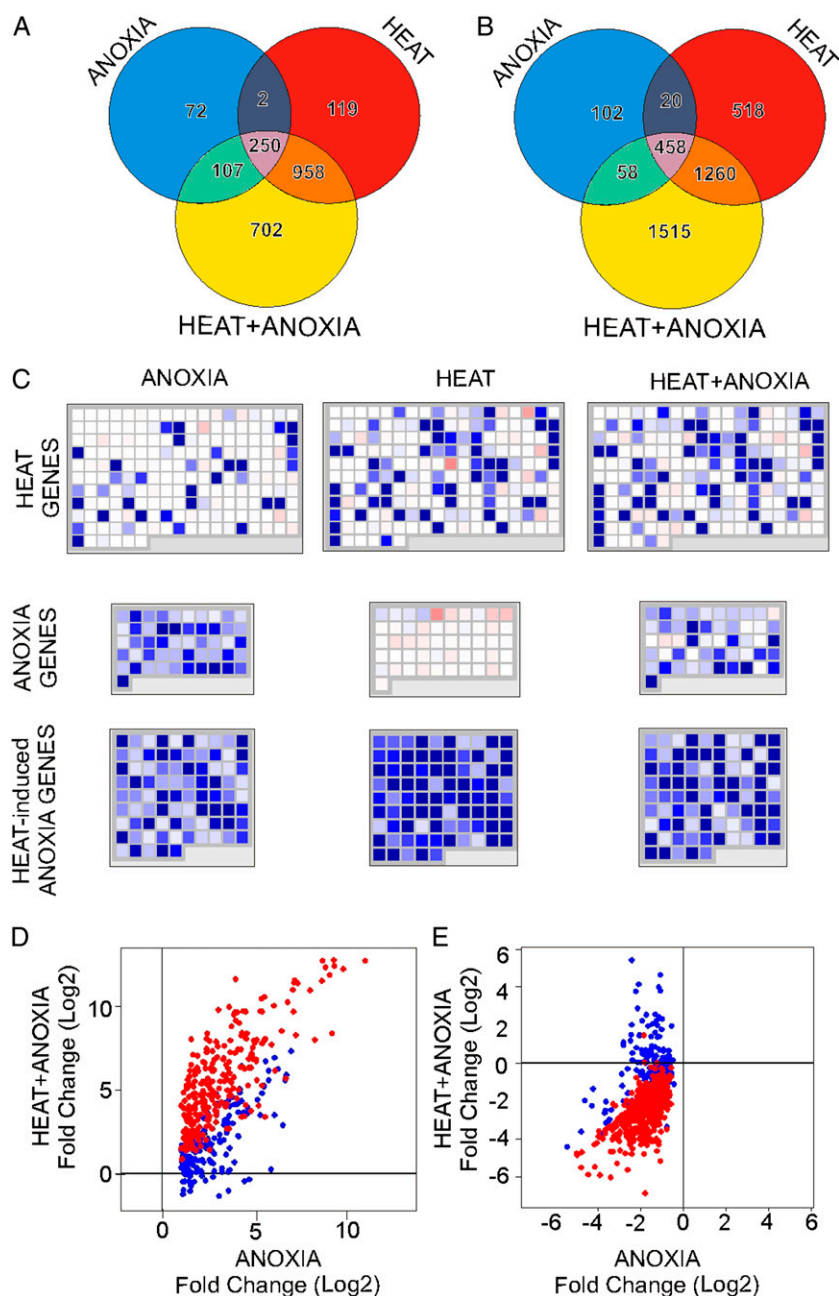 A
ANOXIA
HEAT
72
2
119
250
107
958
702
HEAT+ANOXIA
B
ANOXIA
HEAT
102
20
518
458
58
1260
1515
HEAT+ANOXIA
C
ANOXIA
HEAT
HEAT+ANOXIA
HEAT
GENES
ANOXIA
GENES
HEAT-induced
ANOXIA GENES
D
HEAT+ANOXIA
Fold Change (Log2)
10
5
0
0
5
10
ANOXIA
Fold Change (Log2)
E
HEAT+ANOXIA
Fold Change (Log2)
6
4
2
0
-2
-4
-6
-6
-4
-2
0
2
4
6
ANOXIA
Fold Change (Log2)